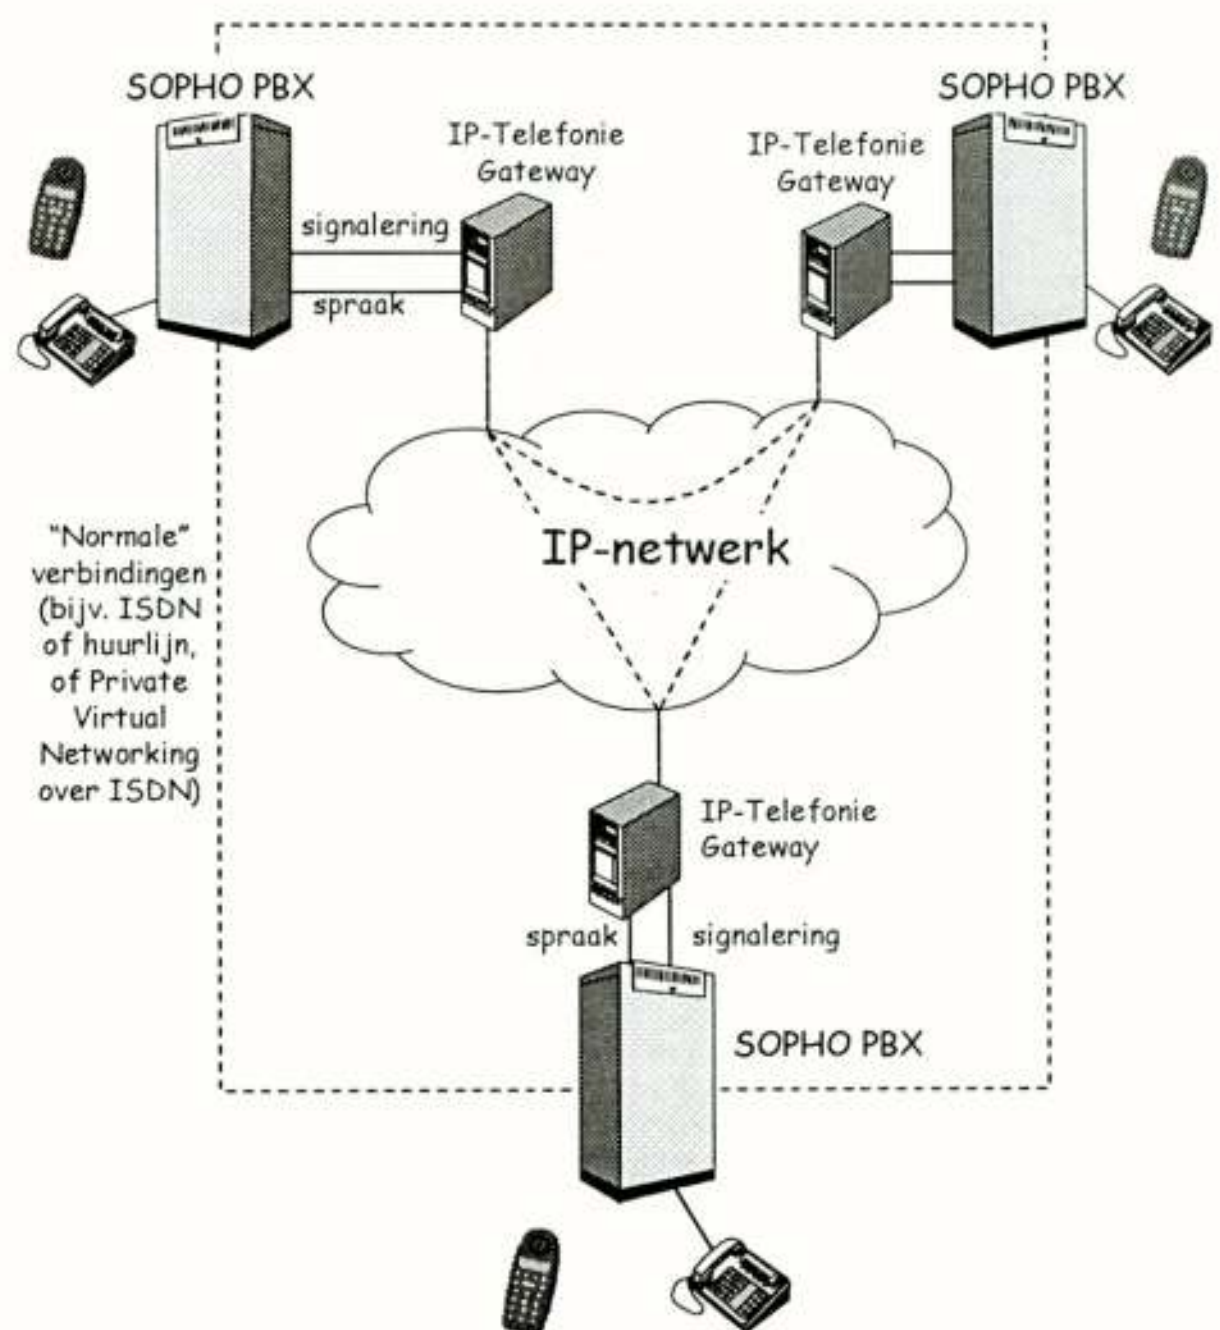 SOPHO PBX
IP-Telefonie
Gateway
signalering
spraak
IP-Telefonie
Gateway
SOPHO PBX
"Normale"
verbindingen
(bijv. ISDN
of huurlijn,
of Private
Virtual
Networking
over ISDN)
IP-netwerk
IP-Telefonie
Gateway
spraak
signalering
SOPHO PBX